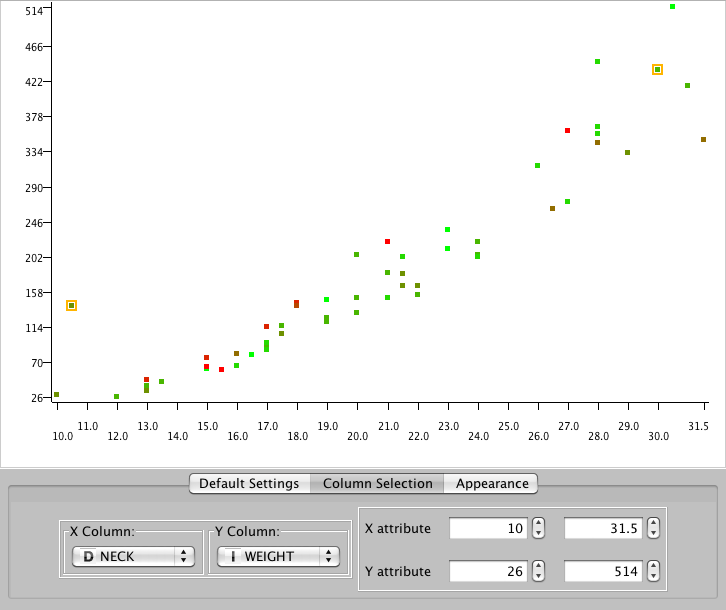 514
466
422
378
334
290
246
202
158
114
70
26
10.0 11.0 12.0 13.0 14.0 15.0 16.0 17.0 18.0 19.0 20.0 21.0 22.0 23.0 24.0 25.0 26.0 27.0 28.0 29.0 30.0 31.5
Default Settings Column Selection Appearance
X Column: Y Column:
D NECK I WEIGHT
X attribute 10 31.5
Y attribute 26 514